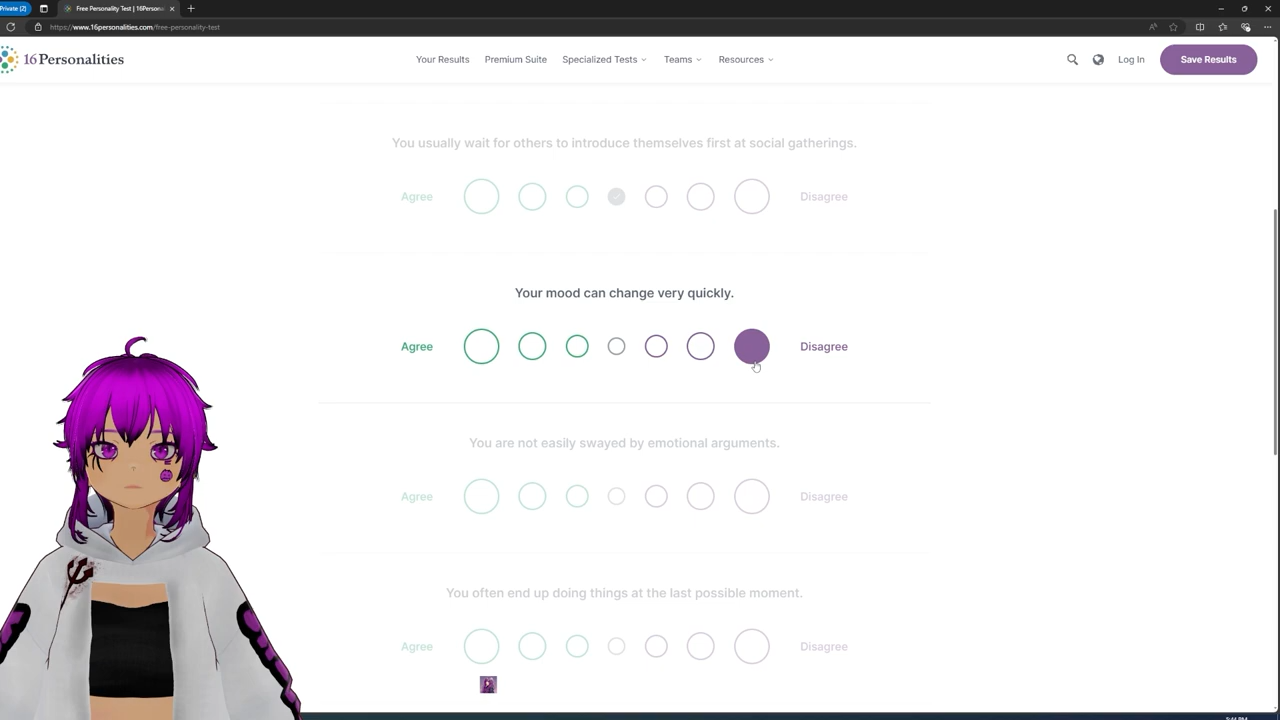 Private (2)
Free Personality Test | 16Person
https://www.16personalities.com/free-personality-test
16Personalities
Your Results
Premium Suite
Specialized Tests
Teams
Resources
Log In
Save Results
You usually wait for others to introduce themselves first at social gatherings.
Agree
Disagree
Your mood can change very quickly.
Agree
Disagree
You are not easily swayed by emotional arguments.
Agree
Disagree
You often end up doing things at the last possible moment.
Agree
Disagree